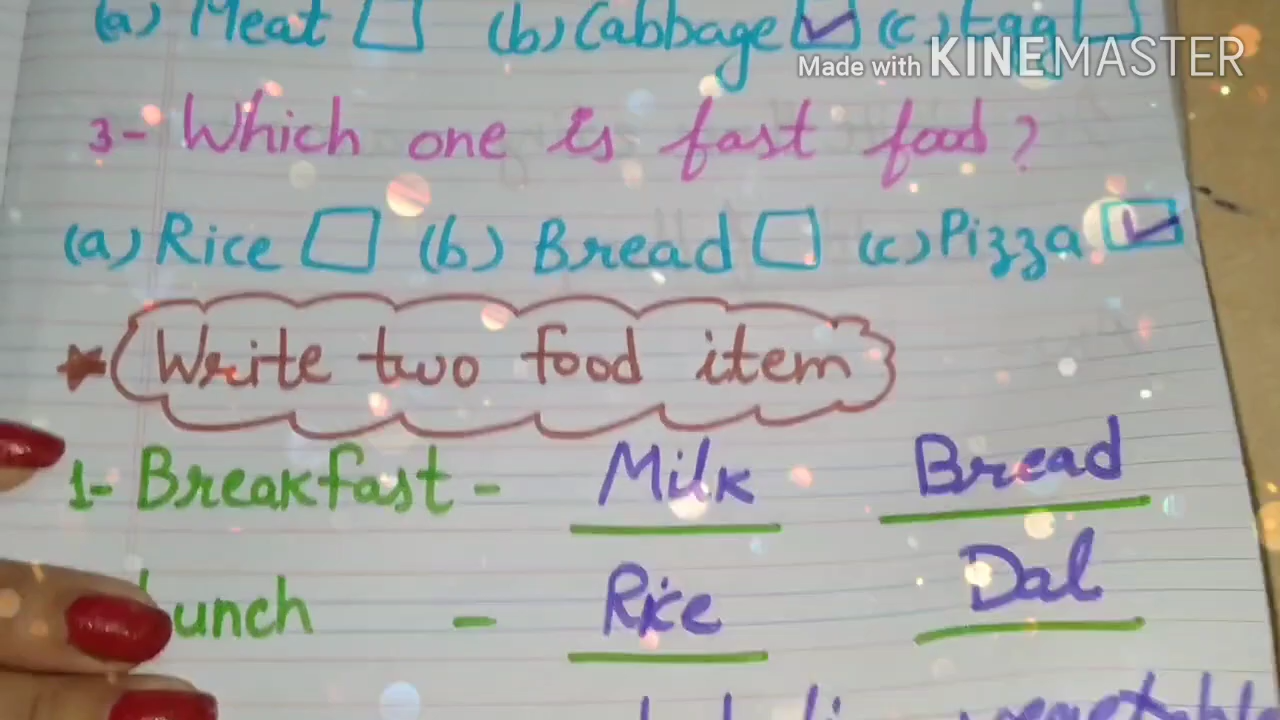 (a) Meat (b) Cabbage (c) Egg
Made with KINEMASTER
3- Which one is fast food?
(a) Rice (b) Bread (c) Pizza
Write two food item
1- Breakfast - Milk Bread
Lunch - Rice Dal